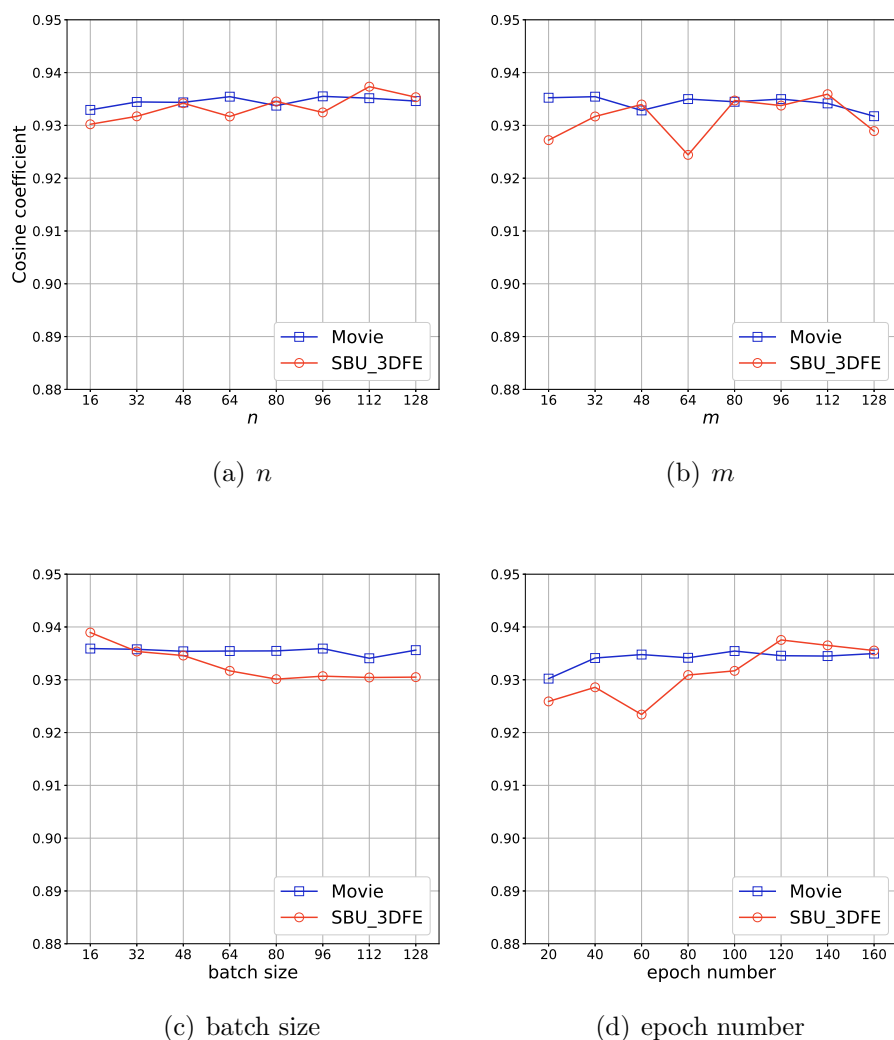 0.95
0.94
0.93
0.92
0.91
0.90
0.89
0.88
Cosine coefficient
16 32 48 64 80 96 112 128
n
Movie
SBU_3DFE
(a) n
0.95
0.94
0.93
0.92
0.91
0.90
0.89
0.88
16 32 48 64 80 96 112 128
m
Movie
SBU_3DFE
(b) m
0.95
0.94
0.93
0.92
0.91
0.90
0.89
0.88
16 32 48 64 80 96 112 128
batch size
Movie
SBU_3DFE
(c) batch size
0.95
0.94
0.93
0.92
0.91
0.90
0.89
0.88
20 40 60 80 100 120 140 160
epoch number
Movie
SBU_3DFE
(d) epoch number